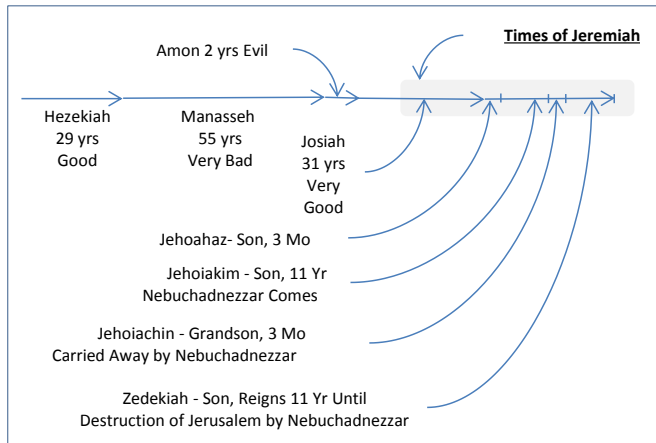 Times of Jeremiah
Amon 2 yrs Evil
Hezekiah
29 yrs
Good
Manasseh
55 yrs
Very Bad
Josiah
31 yrs
Very
Good
Jehoahaz- Son, 3 Mo
Jehoiakim - Son, 11 Yr
Nebuchadnezzar Comes
Jehoiachin - Grandson, 3 Mo
Carried Away by Nebuchadnezzar
Zedekiah - Son, Reigns 11 Yr Until
Destruction of Jerusalem by Nebuchadnezzar